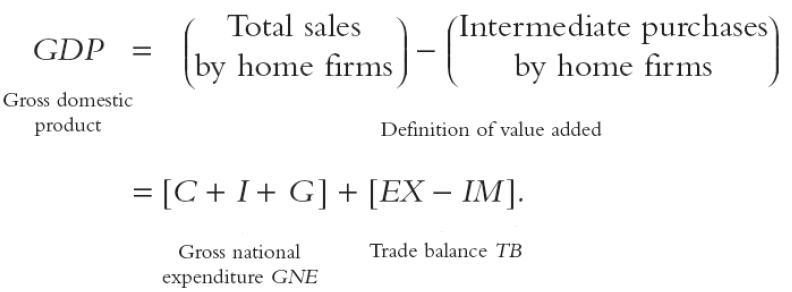 GDP = (Total sales by home firms) − (Intermediate purchases by home firms)
Gross domestic product
Definition of value added
= [C + I + G] + [EX − IM].
Gross national expenditure GNE
Trade balance TB